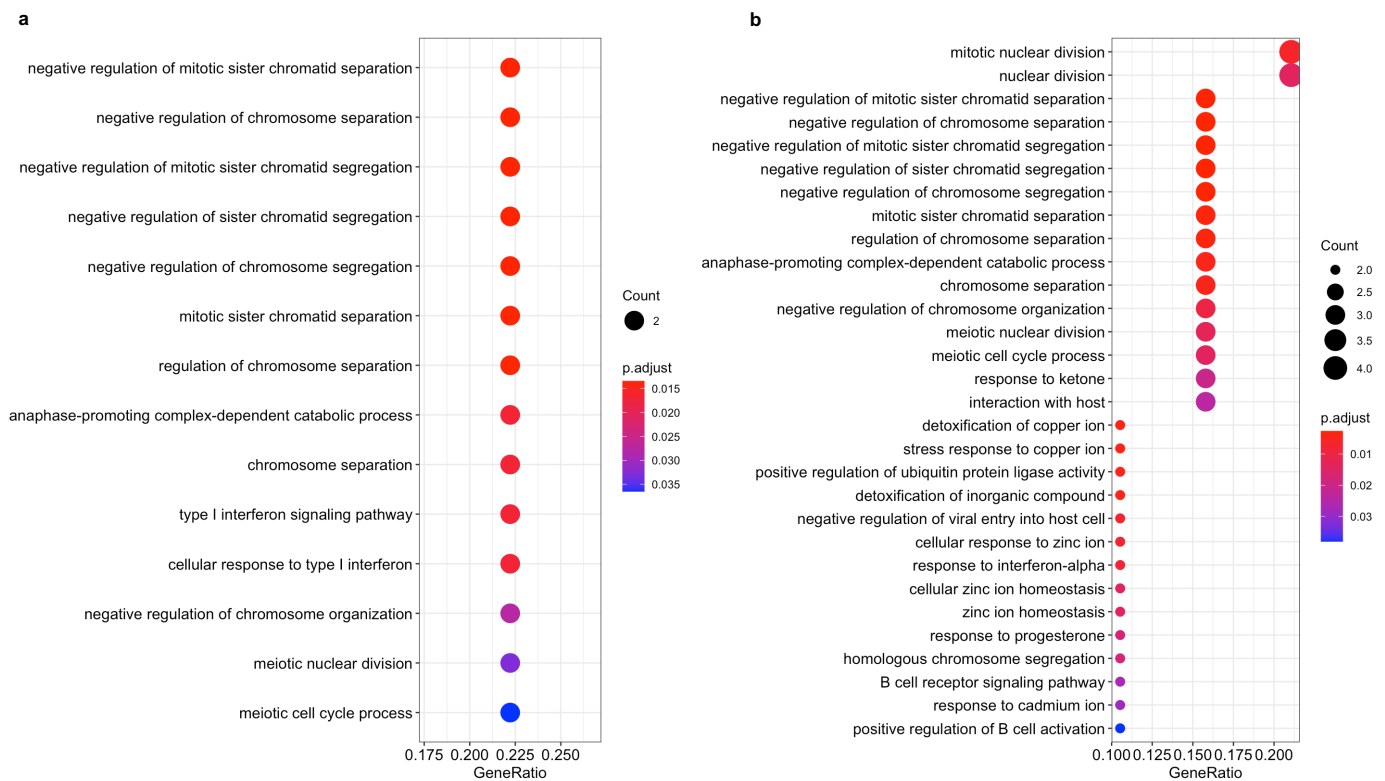 a
negative regulation of mitotic sister chromatid separation
negative regulation of chromosome separation
negative regulation of mitotic sister chromatid segregation
negative regulation of sister chromatid segregation
negative regulation of chromosome segregation
mitotic sister chromatid separation
regulation of chromosome separation
anaphase-promoting complex-dependent catabolic process
chromosome separation
type I interferon signaling pathway
cellular response to type I interferon
negative regulation of chromosome organization
meiotic nuclear division
meiotic cell cycle process
0.175 0.200 0.225 0.250
GeneRatio
Count
2
p.adjust
0.015
0.020
0.025
0.030
0.035
b
mitotic nuclear division
nuclear division
negative regulation of mitotic sister chromatid separation
negative regulation of chromosome separation
negative regulation of mitotic sister chromatid segregation
negative regulation of sister chromatid segregation
negative regulation of chromosome segregation
mitotic sister chromatid separation
regulation of chromosome separation
anaphase-promoting complex-dependent catabolic process
chromosome separation
negative regulation of chromosome organization
meiotic nuclear division
meiotic cell cycle process
response to ketone
interaction with host
detoxification of copper ion
stress response to copper ion
positive regulation of ubiquitin protein ligase activity
detoxification of inorganic compound
negative regulation of viral entry into host cell
cellular response to zinc ion
response to interferon-alpha
cellular zinc ion homeostasis
zinc ion homeostasis
response to progesterone
homologous chromosome segregation
B cell receptor signaling pathway
response to cadmium ion
positive regulation of B cell activation
0.100 0.125 0.150 0.175 0.200
GeneRatio
Count
2.0
2.5
3.0
3.5
4.0
p.adjust
0.01
0.02
0.03